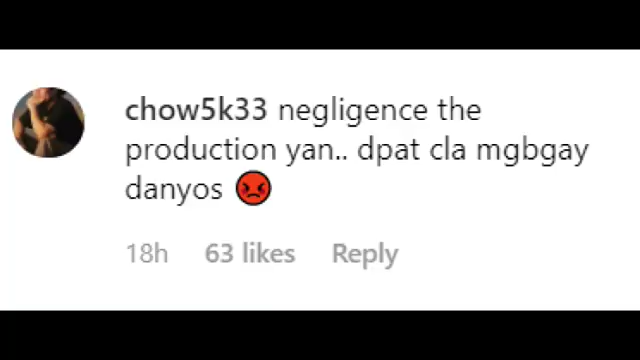 chow5k33 negligence the
production yan.. dpat cla mgbgay
danyos 😡
18h 63 likes Reply